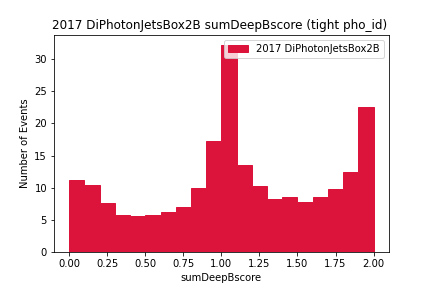 2017 DiPhotonJetsBox2B sumDeepBscore (tight pho_id)
2017 DiPhotonJetsBox2B
Number of Events
30
25
20
15
10
5
0
0.00 0.25 0.50 0.75 1.00 1.25 1.50 1.75 2.00
sumDeepBscore